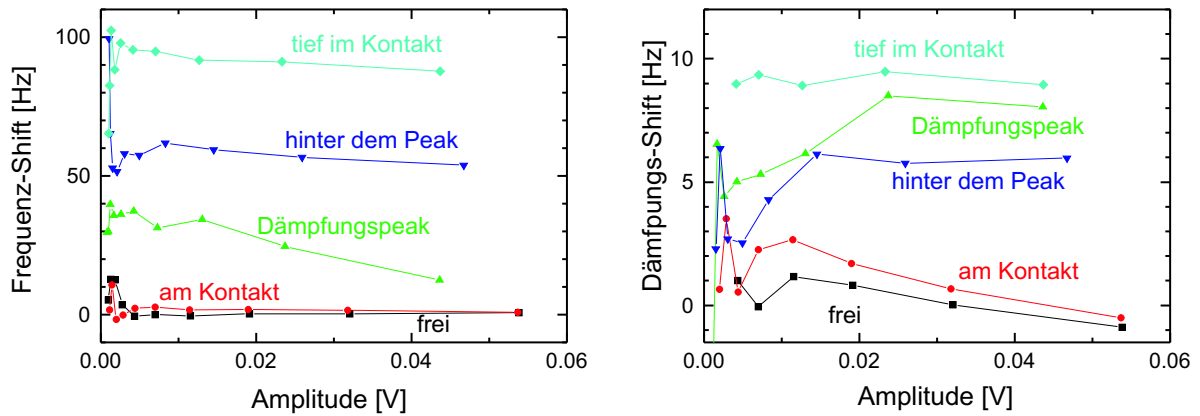 Frequenz-Shift [Hz]
100
50
0
tief im Kontakt
hinter dem Peak
Dämpfungspeak
am Kontakt
frei
0.00
0.02
0.04
0.06
Amplitude [V]
Dämfpungs-Shift [Hz]
10
5
0
tief im Kontakt
Dämpfungspeak
hinter dem Peak
am Kontakt
frei
0.00
0.02
0.04
0.06
Amplitude [V]